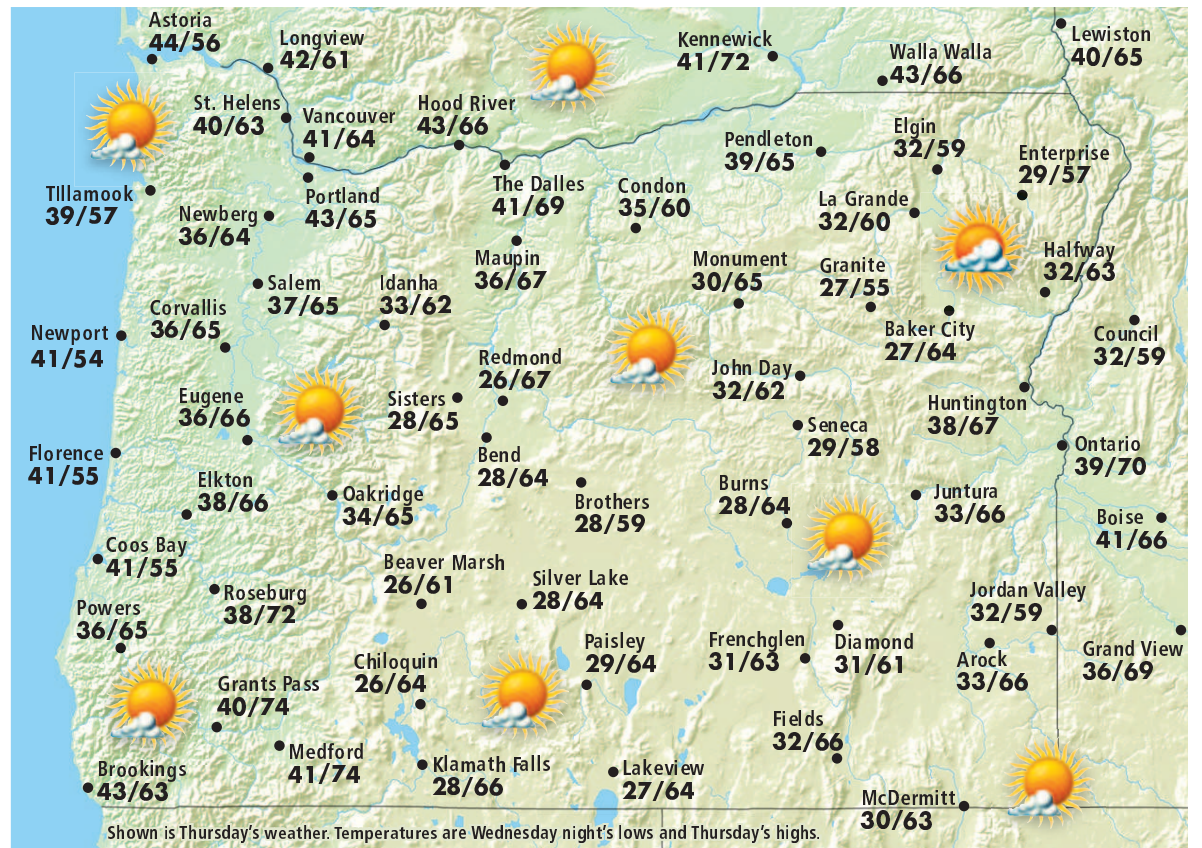 Astoria
44/56
Longview
42/61
Kennewick
41/72
Walla Walla
43/66
Lewiston
40/65
St. Helens
40/63
Vancouver
41/64
Hood River
43/66
Pendleton
39/65
Elgin
32/59
Enterprise
29/57
TIllamook
39/57
Newberg
36/64
Portland
43/65
The Dalles
41/69
Condon
35/60
La Grande
32/60
Maupin
36/67
Monument
30/65
Granite
27/55
Halfway
32/63
Salem
37/65
Idanha
33/62
Corvallis
36/65
Newport
41/54
Baker City
27/64
Council
32/59
Redmond
26/67
John Day
32/62
Eugene
36/66
Sisters
28/65
Huntington
38/67
Seneca
29/58
Florence
41/55
Bend
28/64
Ontario
39/70
Elkton
38/66
Oakridge
34/65
Brothers
28/59
Burns
28/64
Juntura
33/66
Boise
41/66
Coos Bay
41/55
Beaver Marsh
26/61
Silver Lake
28/64
Roseburg
38/72
Jordan Valley
32/59
Powers
36/65
Paisley
29/64
Frenchglen
31/63
Diamond
31/61
Arock
33/66
Grand View
36/69
Chiloquin
26/64
Grants Pass
40/74
Fields
32/66
Medford
41/74
Klamath Falls
28/66
Lakeview
27/64
Brookings
43/63
McDermitt
30/63
Shown is Thursday's weather. Temperatures are Wednesday night's lows and Thursday's highs.